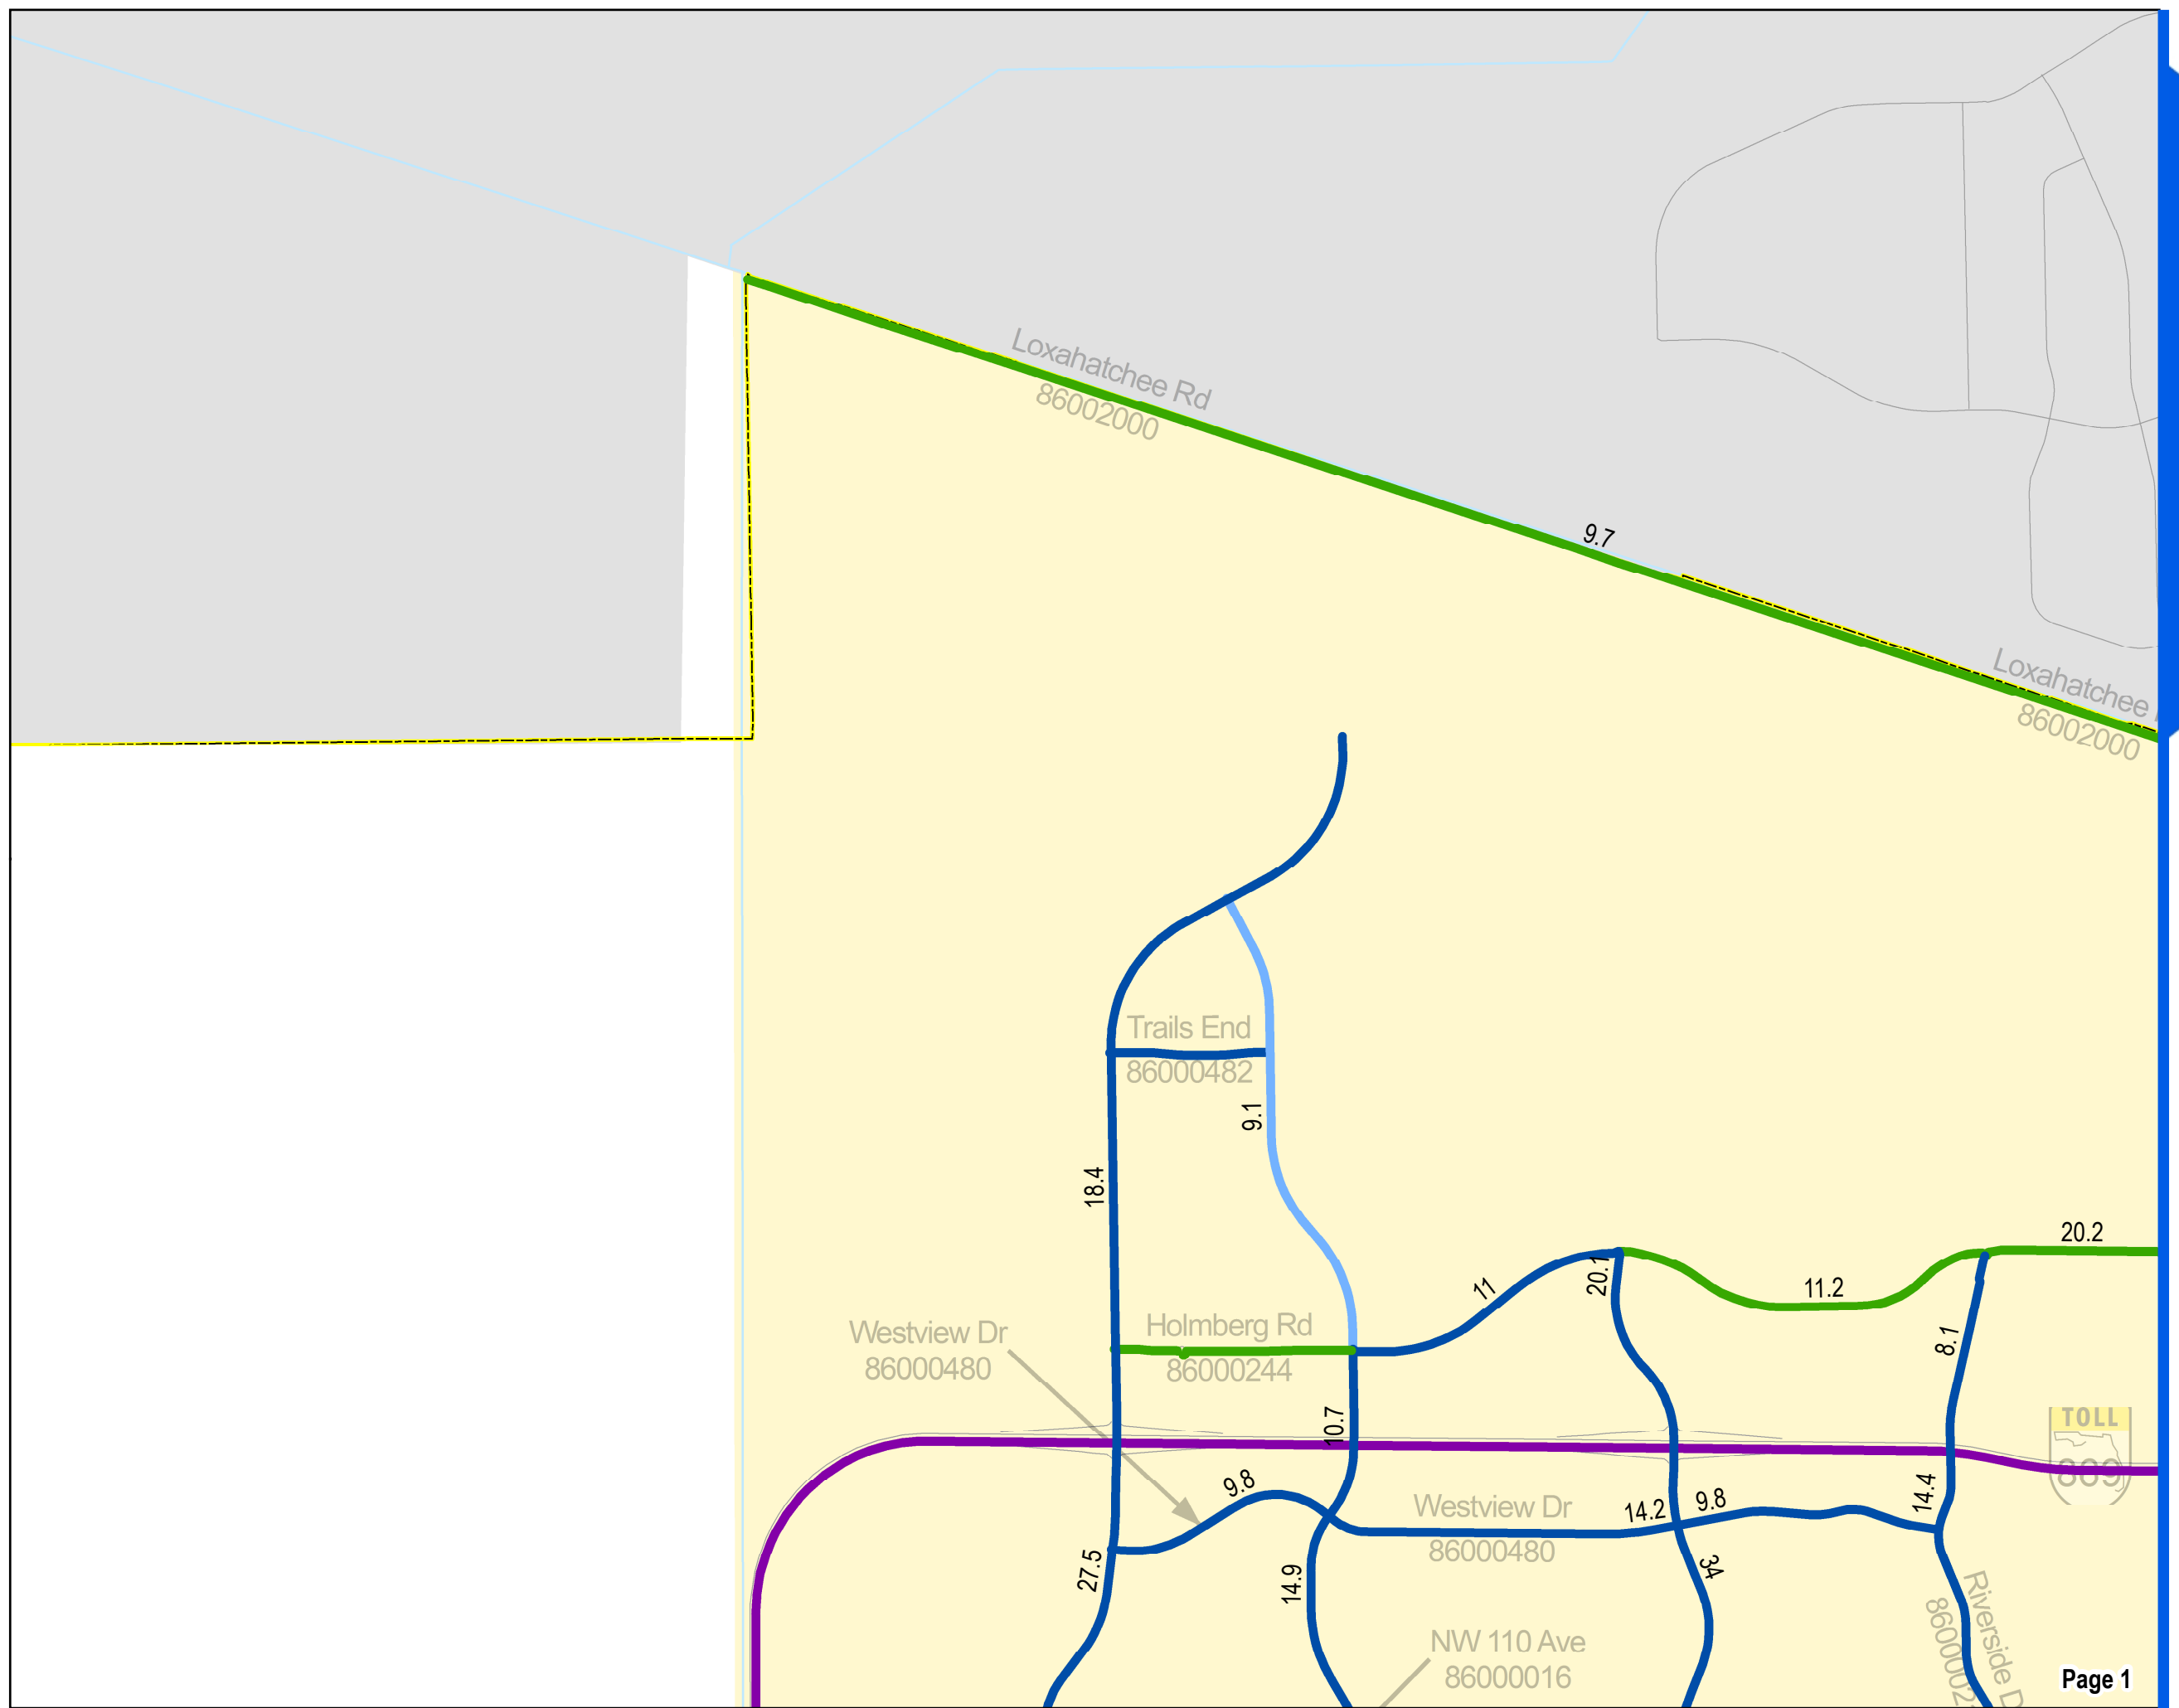 Loxahatchee Rd
86002000
9.7
Loxahatchee
86002000
Trails End
86000482
9.1
18.4
20.2
20.1
11
11.2
Holmberg Rd
86000244
Westview Dr
86000480
8.1
10.7
TOLL
869
9.8
14.4
Westview Dr
86000480
14.2
9.8
27.5
14.9
34
Riverside D
NW 110 Ave
86000016
Page 1